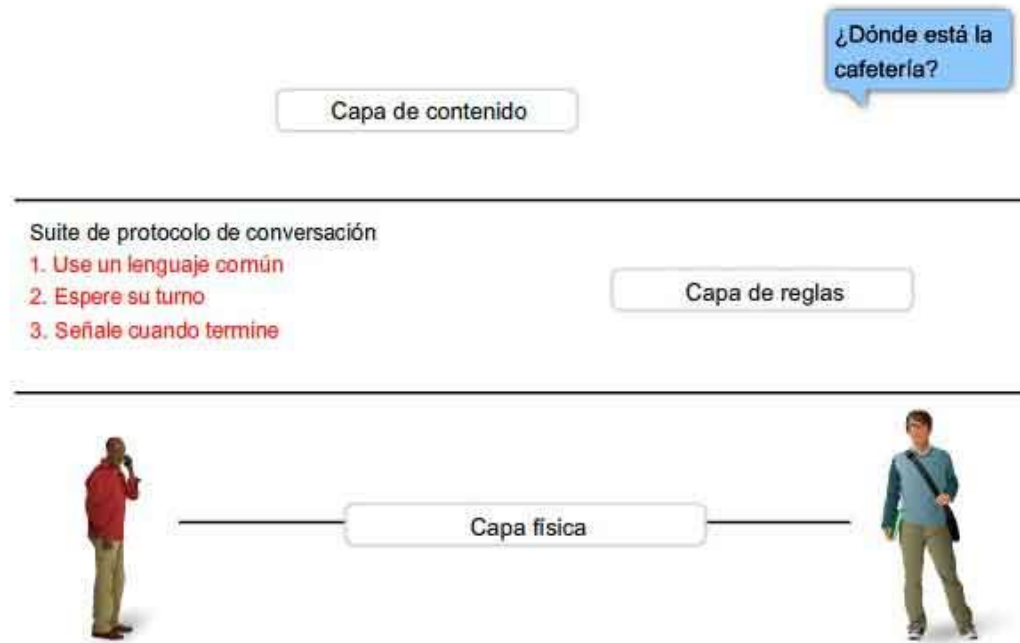 ¿Dónde está la
cafetería?
Capa de contenido
Suite de protocolo de conversación
1. Use un lenguaje común
2. Espere su turno
3. Señale cuando termine
Capa de reglas
Capa física